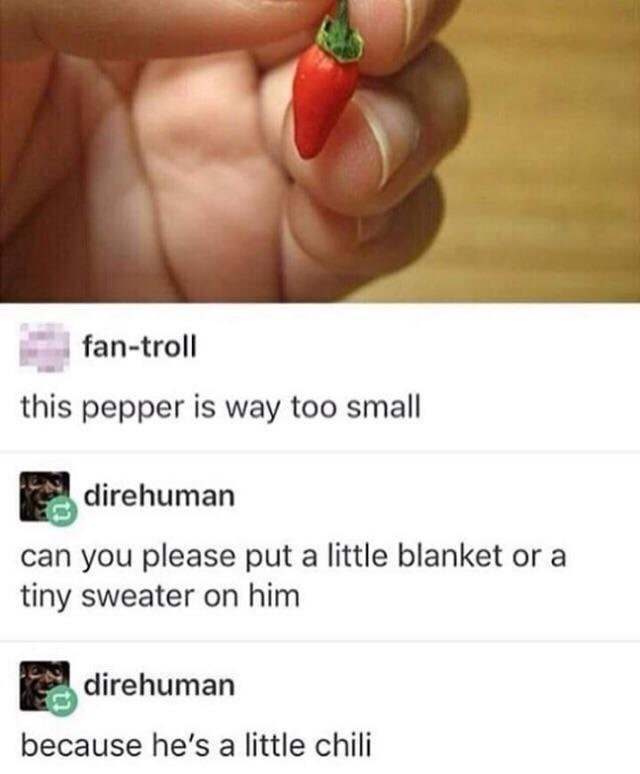 fan-troll
this pepper is way too small
direhuman
can you please put a little blanket or a
tiny sweater on him
direhuman
because he's a little chili